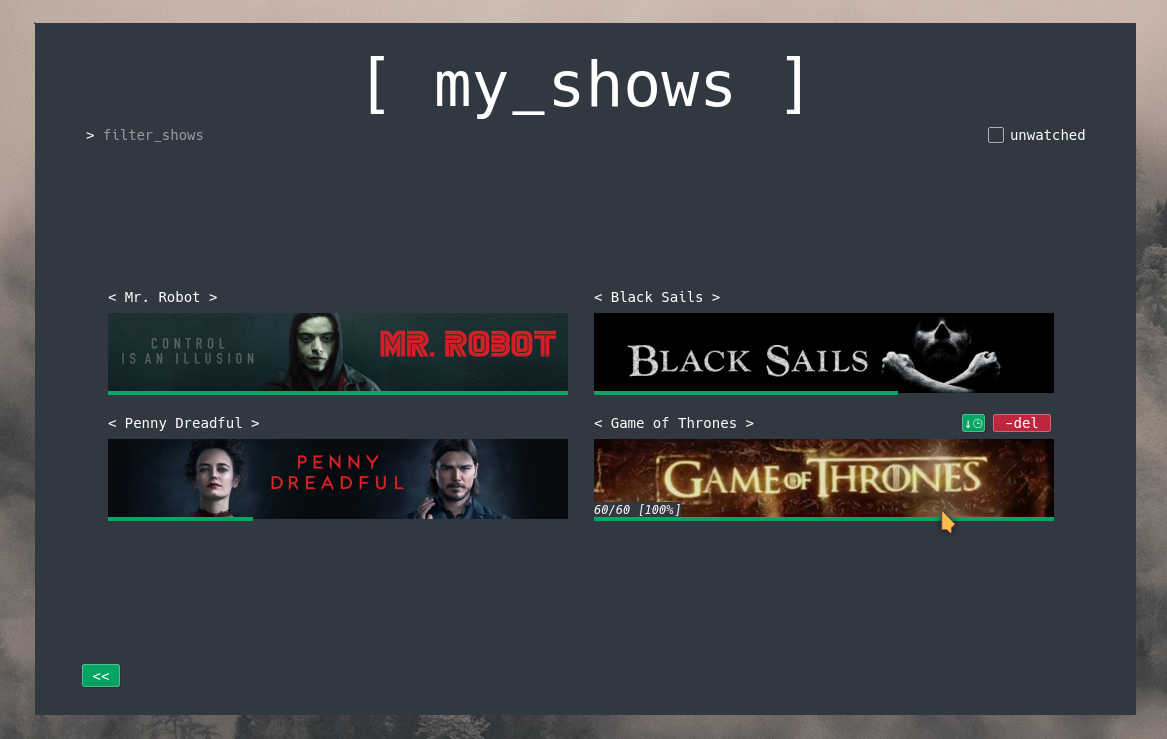 [ my_shows ]
> filter_shows
unwatched
< Mr. Robot >
CONTROL
IS AN ILLUSION
MR. ROBOT
< Black Sails >
BLACK SAILS
< Penny Dreadful >
PENNY
DREADFUL
< Game of Thrones >
-del
GAME OF THRONES
60/60 [100%]
<<